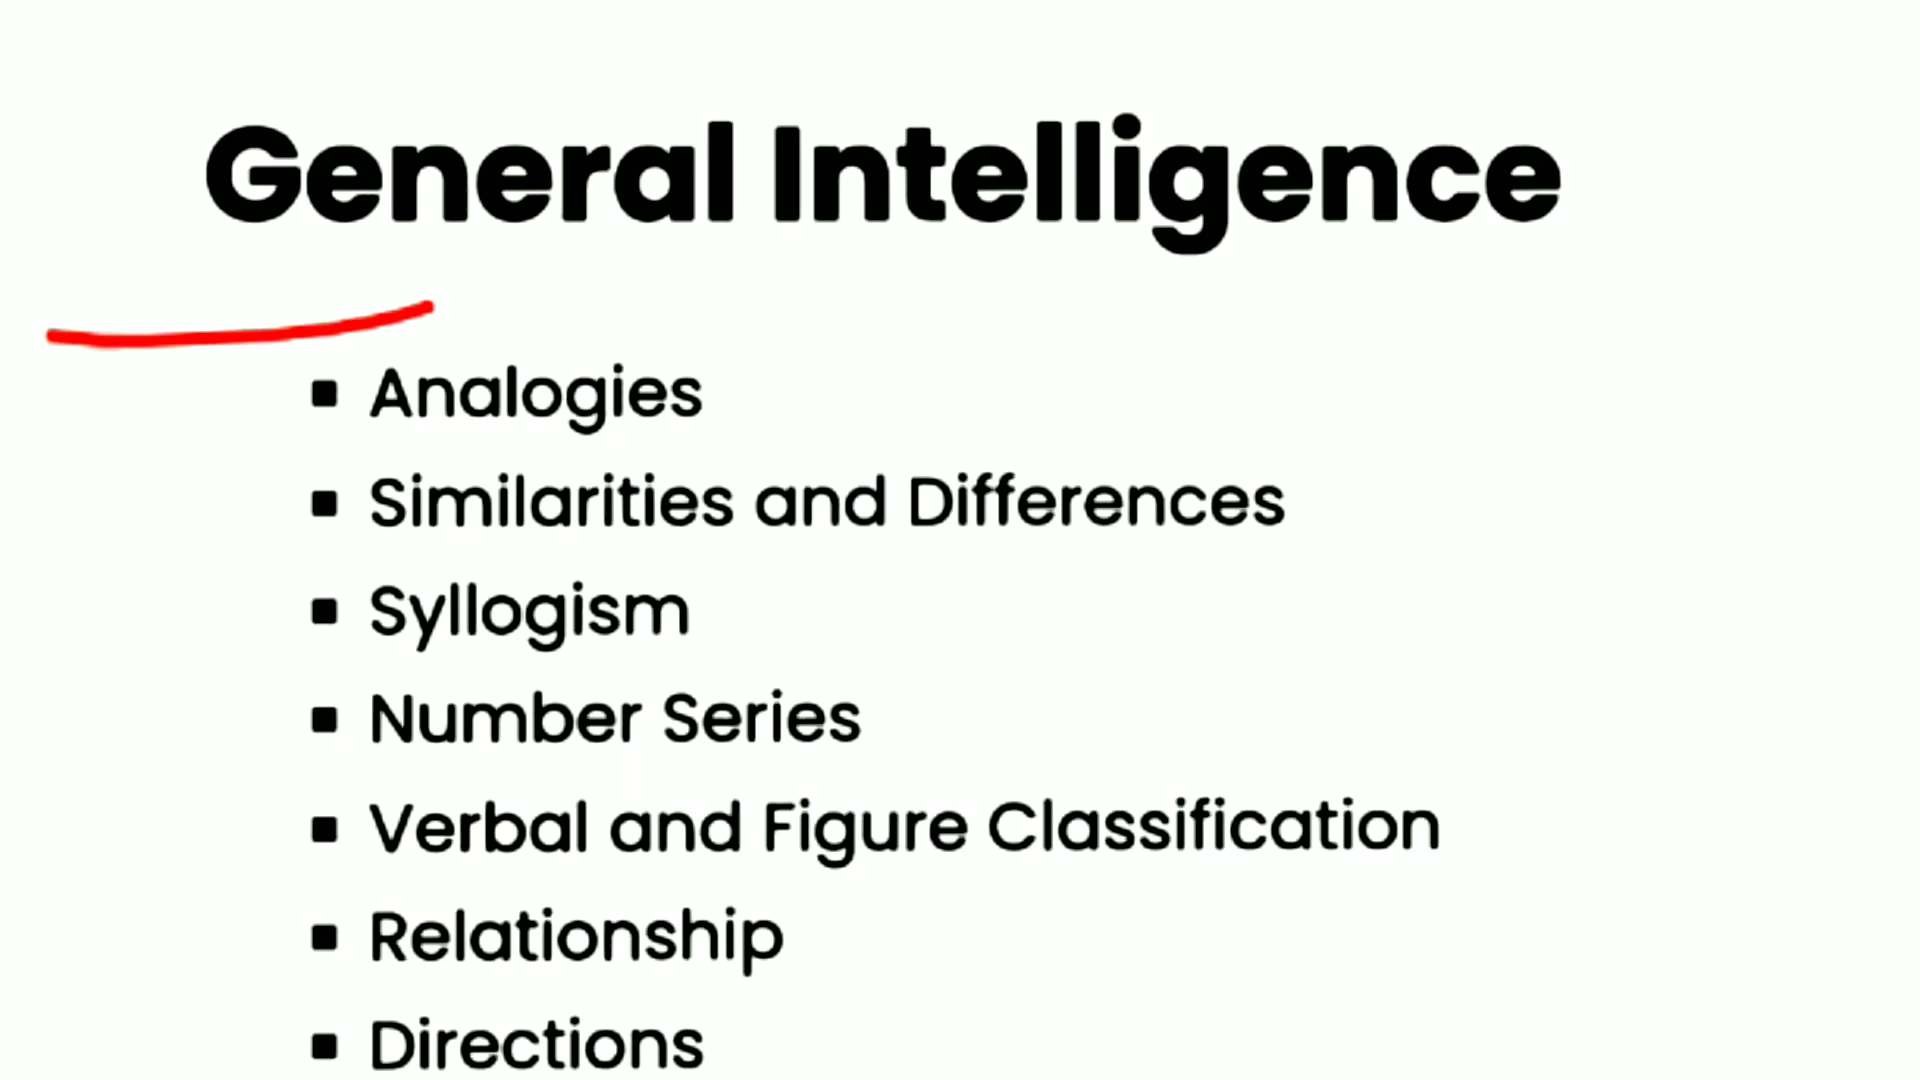 General Intelligence
▪ Analogies
▪ Similarities and Differences
▪ Syllogism
▪ Number Series
▪ Verbal and Figure Classification
▪ Relationship
▪ Directions